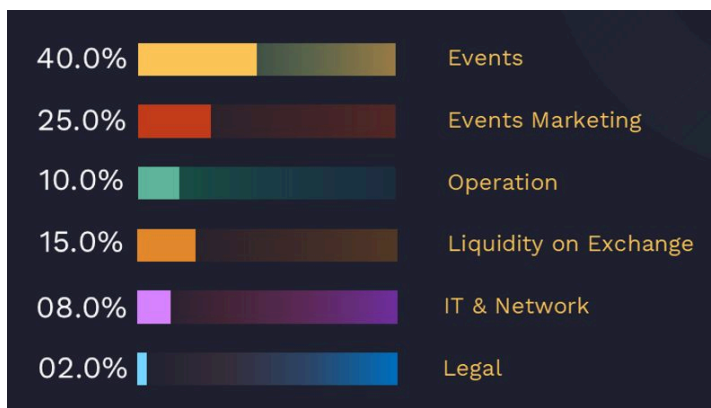 40.0% Events
25.0% Events Marketing
10.0% Operation
15.0% Liquidity on Exchange
08.0% IT & Network
02.0% Legal